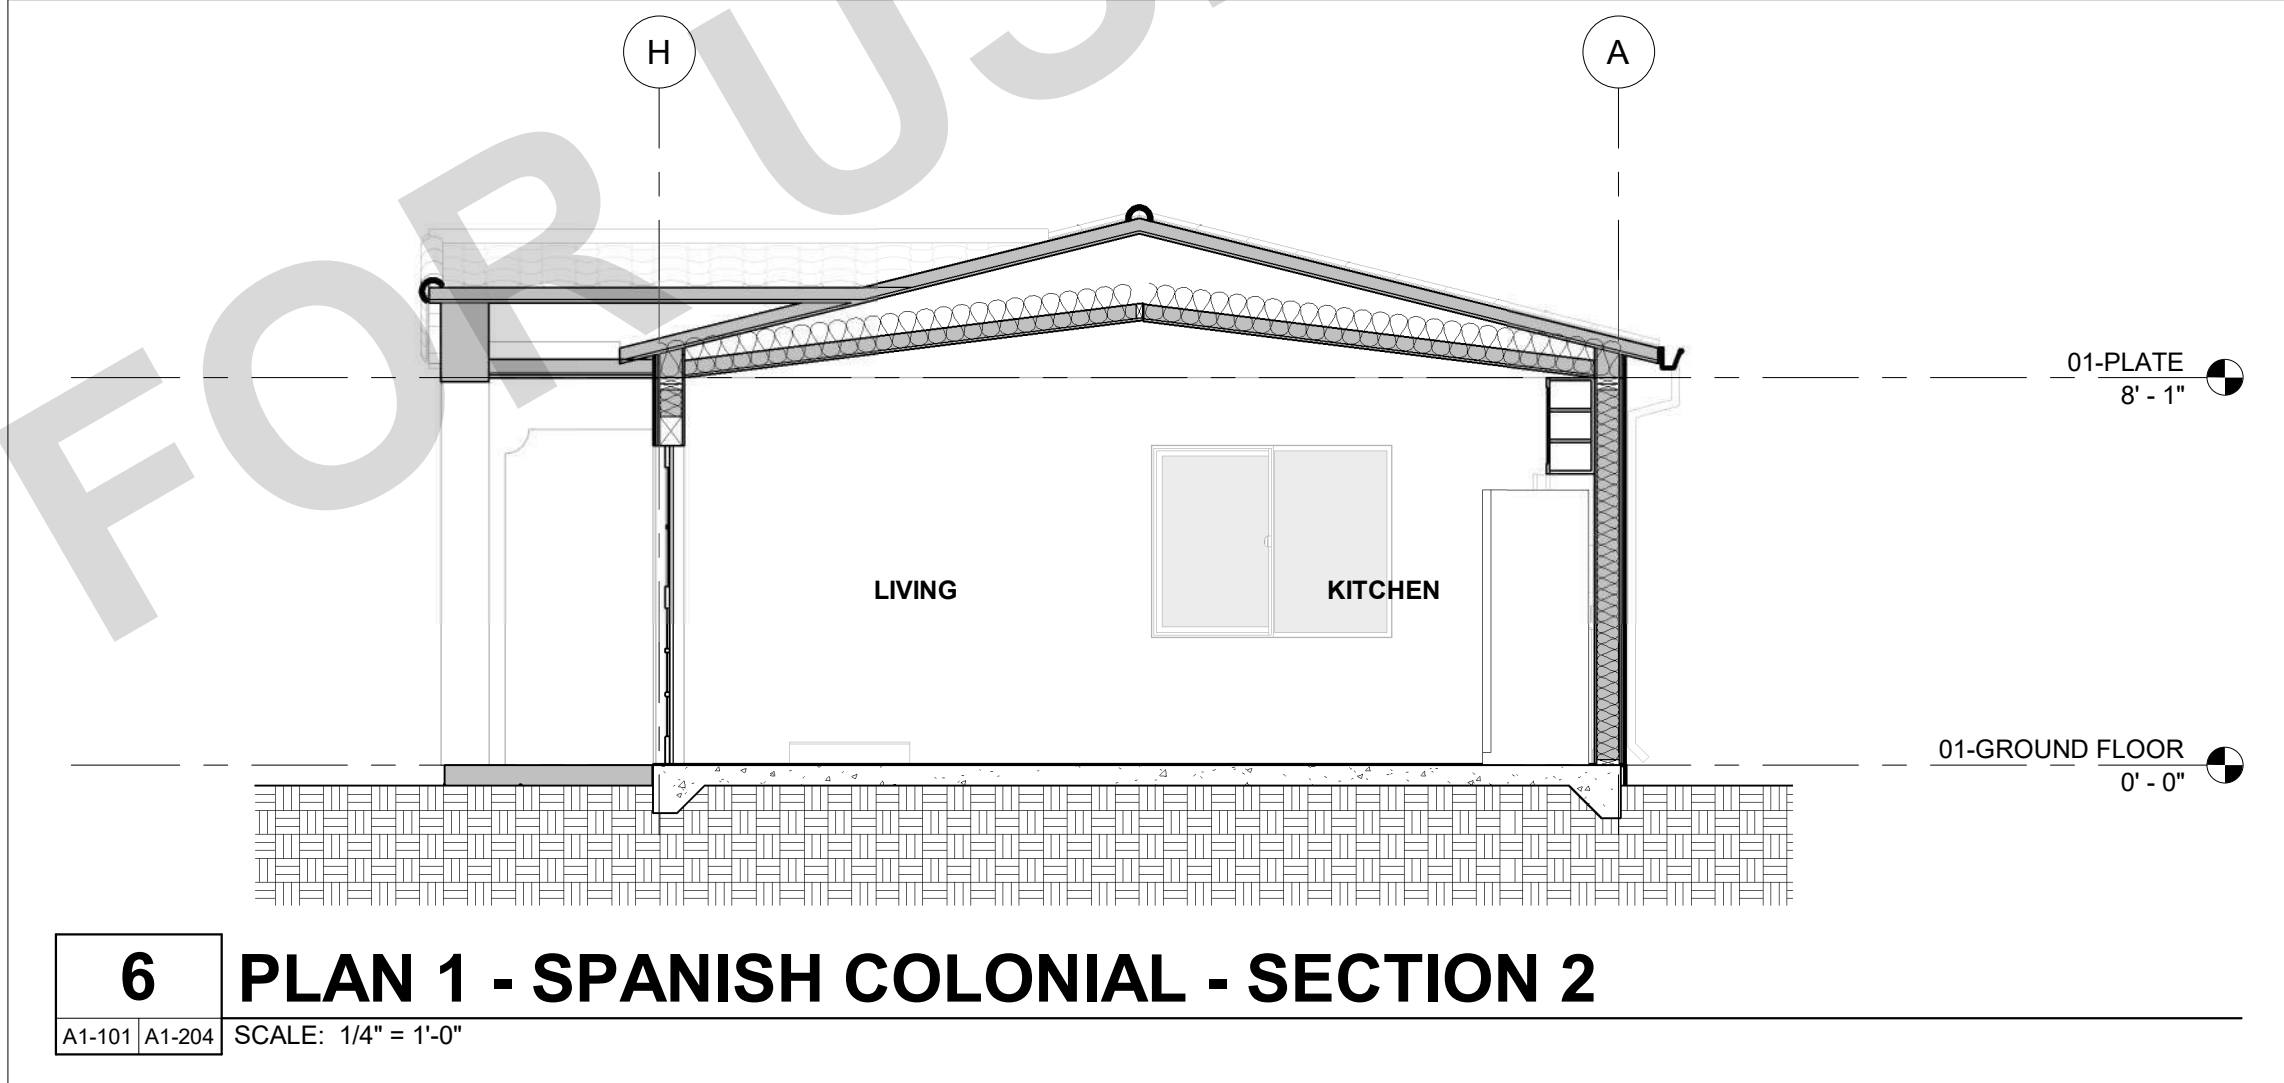 FOR US
H
A
01-PLATE
8' - 1"
LIVING
KITCHEN
01-GROUND FLOOR
0' - 0"
6
PLAN 1 - SPANISH COLONIAL - SECTION 2
A1-101
A1-204
SCALE: 1/4" = 1'-0"